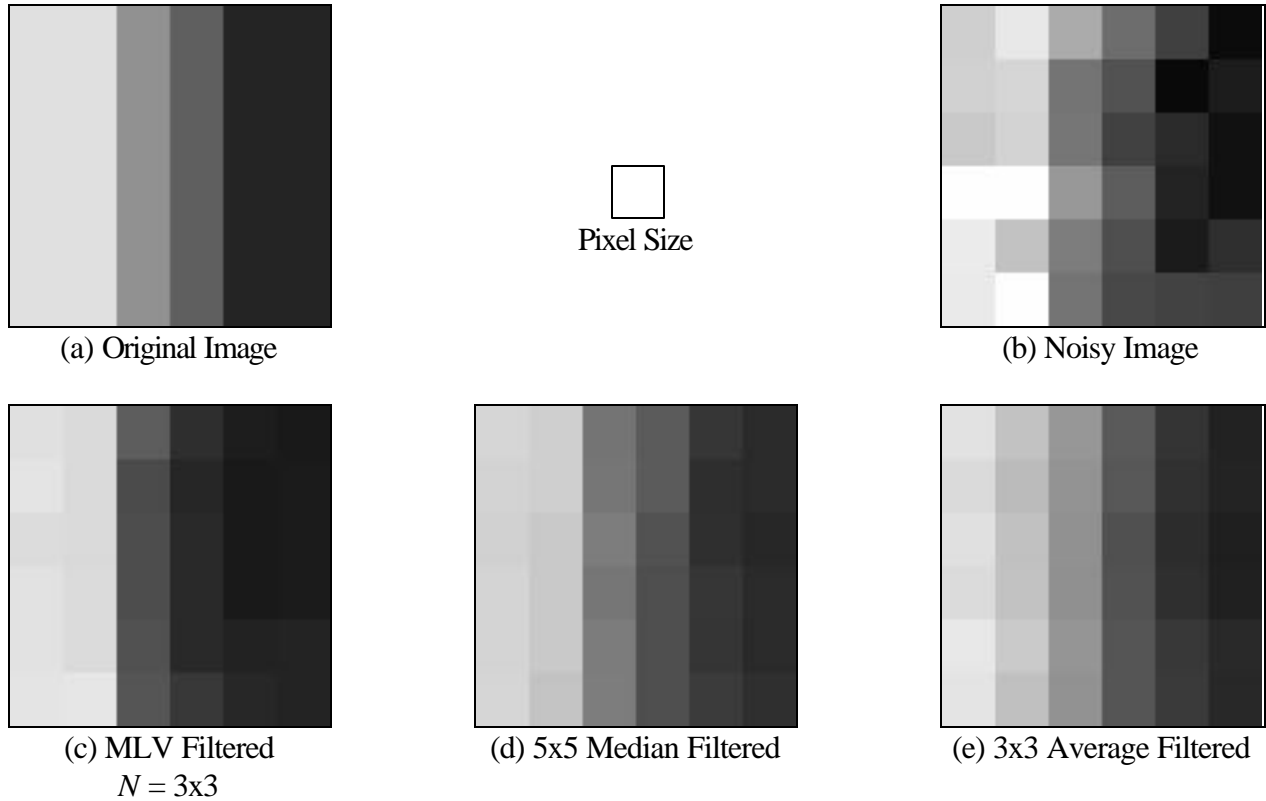 Pixel Size
(a) Original Image
(b) Noisy Image
(c) MLV Filtered
N = 3x3
(d) 5x5 Median Filtered
(e) 3x3 Average Filtered